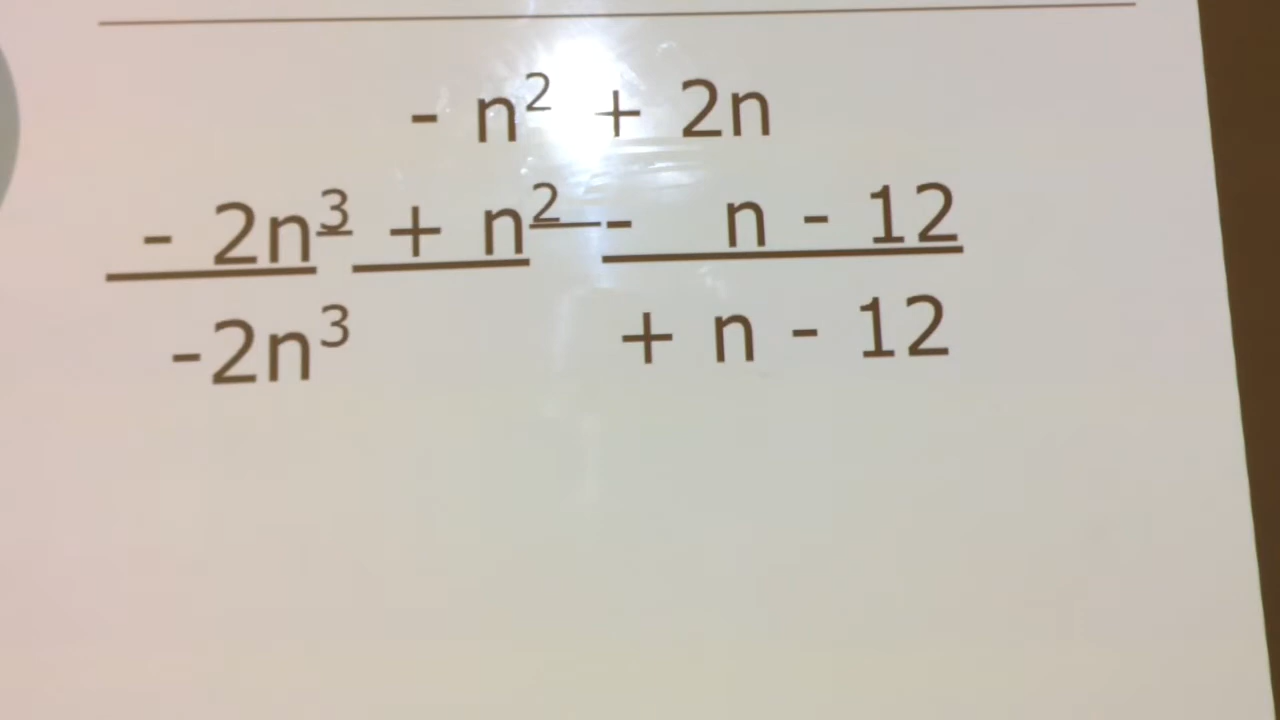 - n² + 2n
- 2n³ + n² - n - 12
-2n³ + n - 12